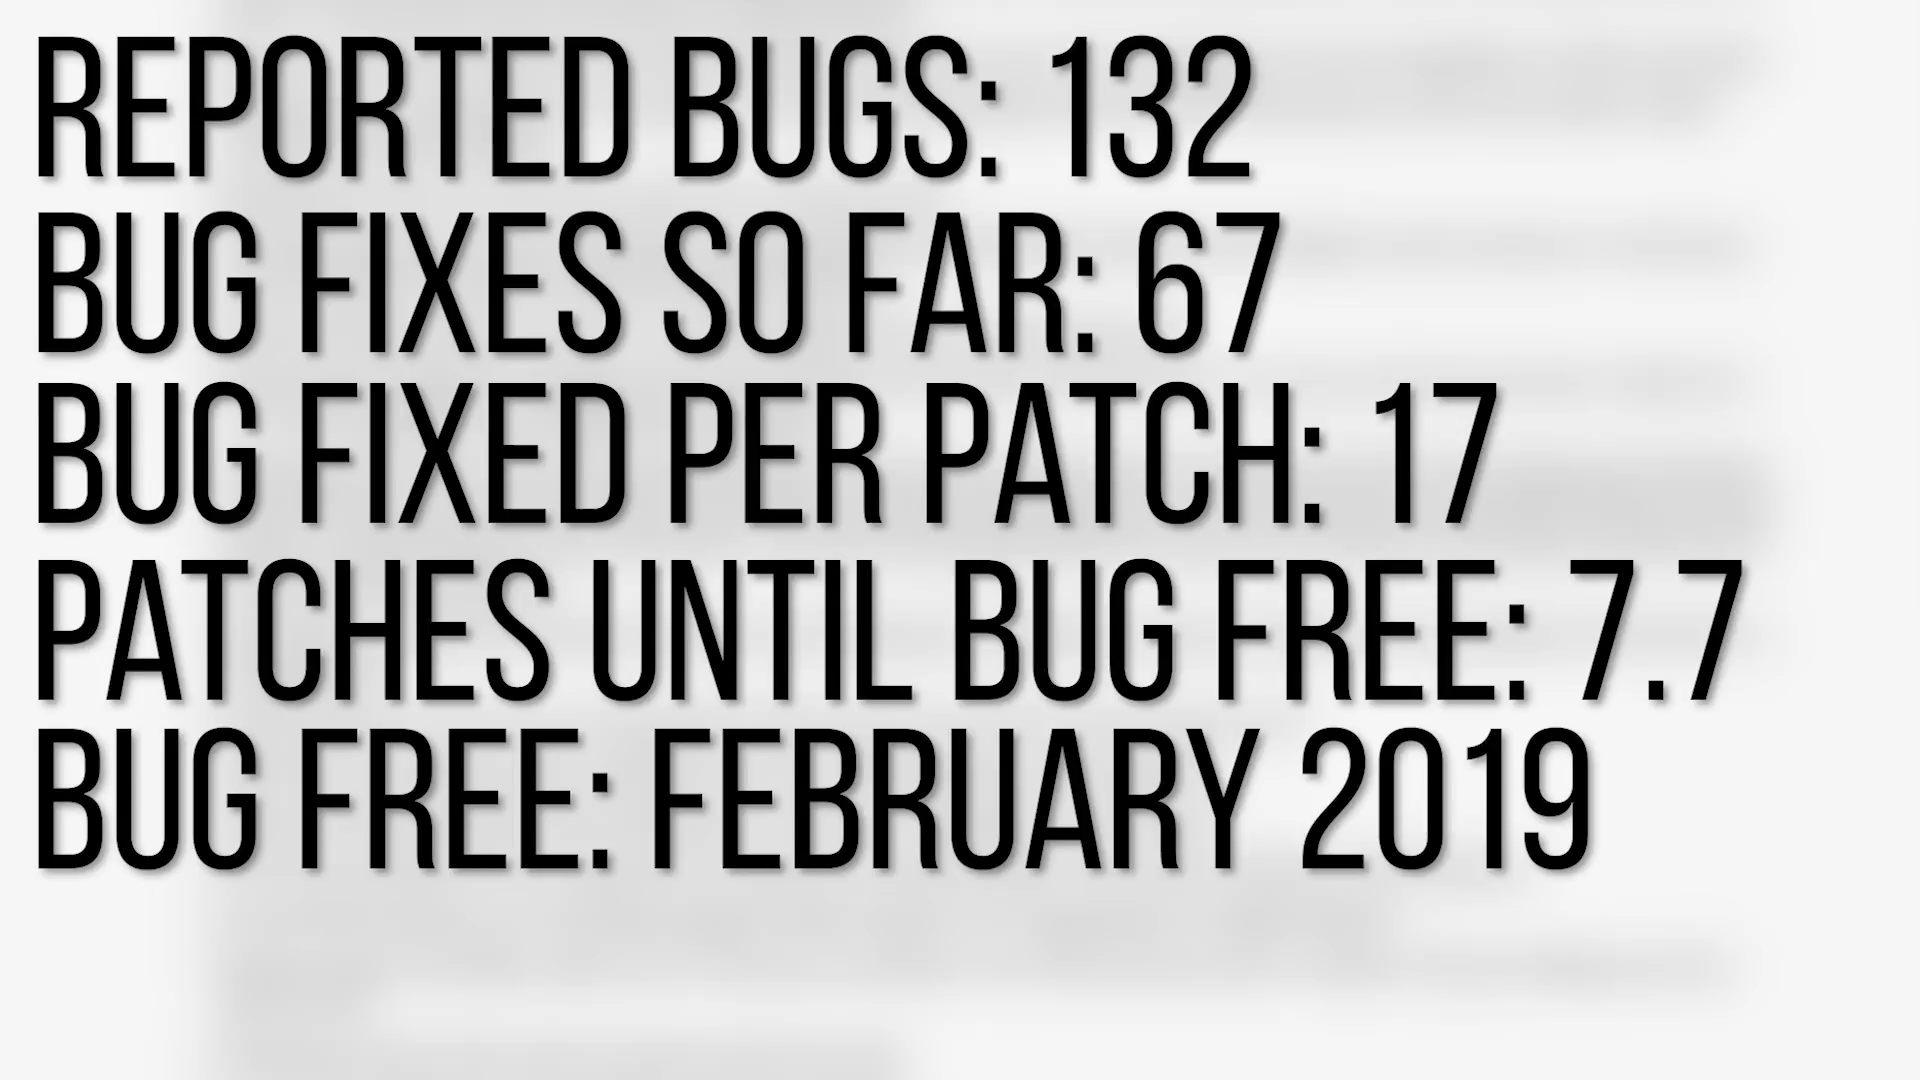 REPORTED BUGS: 132
BUG FIXES SO FAR: 67
BUG FIXED PER PATCH: 17
PATCHES UNTIL BUG FREE: 7.7
BUG FREE: FEBRUARY 2019